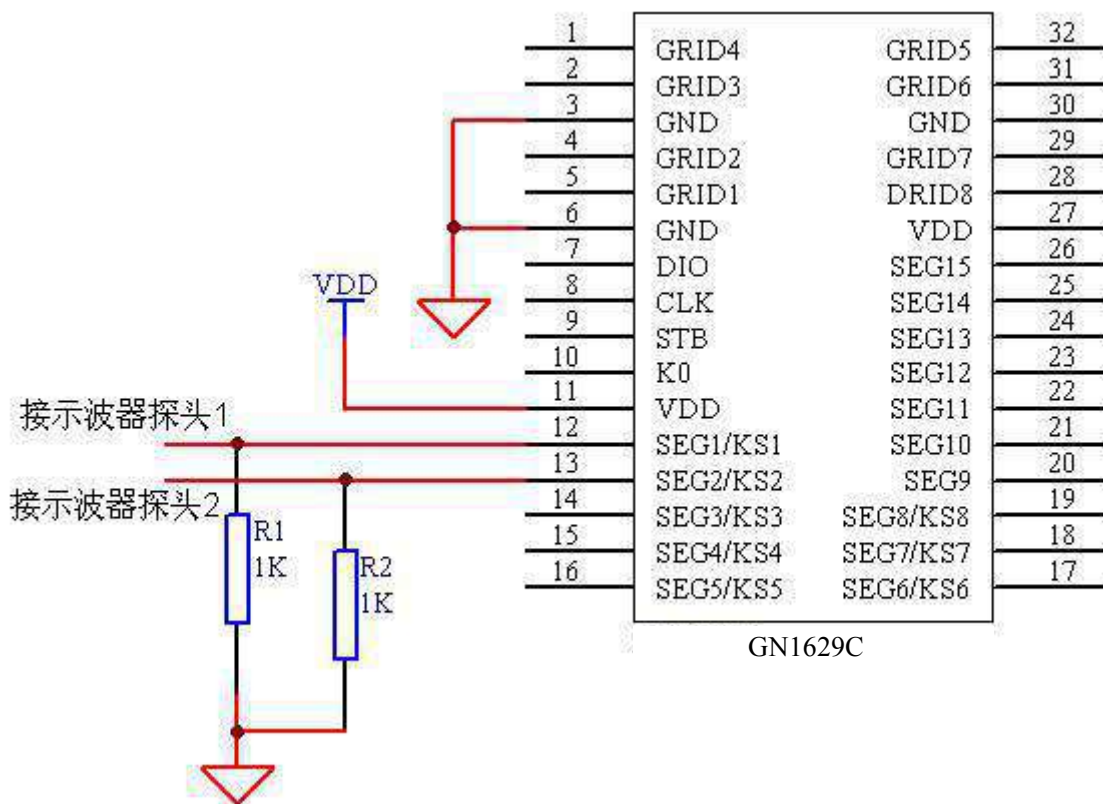 1 GRID4 GRID5 32
2 GRID3 GRID6 31
3 GND GND 30
4 GRID2 GRID7 29
5 GRID1 DRID8 28
6 GND VDD 27
7 DIO SEG15 26
VDD
8 CLK SEG14 25
9 STB SEG13 24
10 K0 SEG12 23
11 VDD SEG11 22
接示波器探头1
12 SEG1/KS1 SEG10 21
13 SEG2/KS2 SEG9 20
接示波器探头2
14 SEG3/KS3 SEG8/KS8 19
R1
1K
15 SEG4/KS4 SEG7/KS7 18
R2
1K
16 SEG5/KS5 SEG6/KS6 17
GN1629C